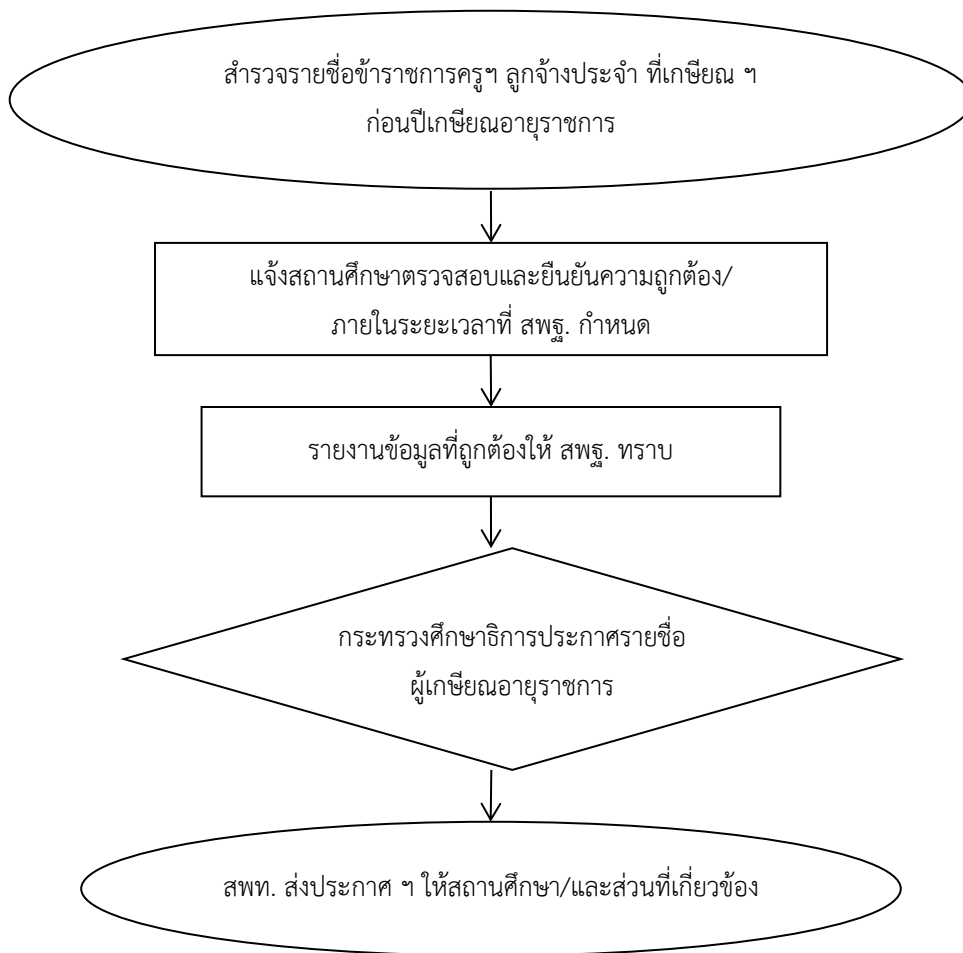 สำรวจรายชื่อข้าราชการครูฯ ลูกจ้างประจำ ที่เกษียณ ฯ
ก่อนปีเกษียณอายุราชการ
แจ้งสถานศึกษาตรวจสอบและยืนยันความถูกต้อง/
ภายในระยะเวลาที่ สพฐ. กำหนด
รายงานข้อมูลที่ถูกต้องให้ สพฐ. ทราบ
กระทรวงศึกษาธิการประกาศรายชื่อ
ผู้เกษียณอายุราชการ
สพท. ส่งประกาศ ฯ ให้สถานศึกษา/และส่วนที่เกี่ยวข้อง